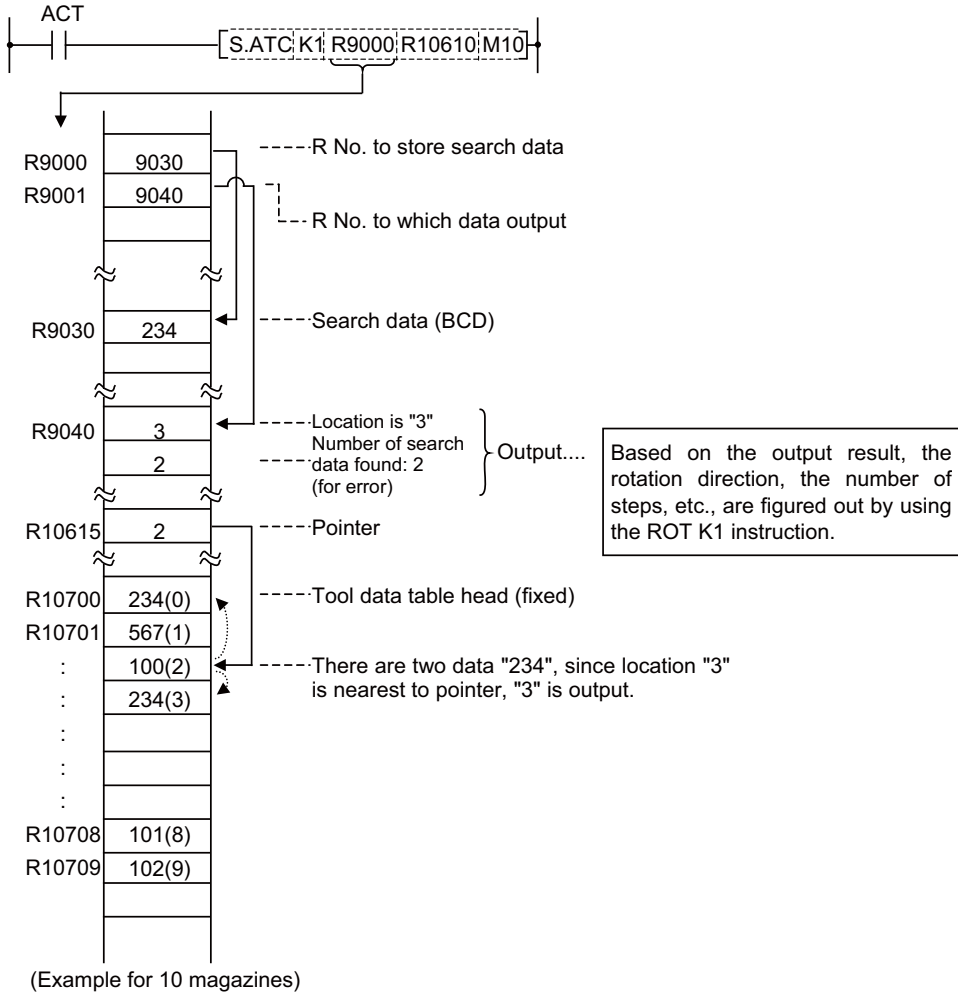 ACT
S.ATC K1 R9000 R10610 M10
R9000 9030 R No. to store search data
R9001 9040
R No. to which data output
R9030 234 Search data (BCD)
R9040 3 Location is "3"
Number of search
2 data found: 2
(for error)
Output....
Based on the output result, the
rotation direction, the number of
steps, etc., are figured out by using
the ROT K1 instruction.
R10615 2 Pointer
R10700 234(0) Tool data table head (fixed)
R10701 567(1)
: 100(2) There are two data "234", since location "3"
: 234(3) is nearest to pointer, "3" is output.
:
:
:
R10708 101(8)
R10709 102(9)
(Example for 10 magazines)